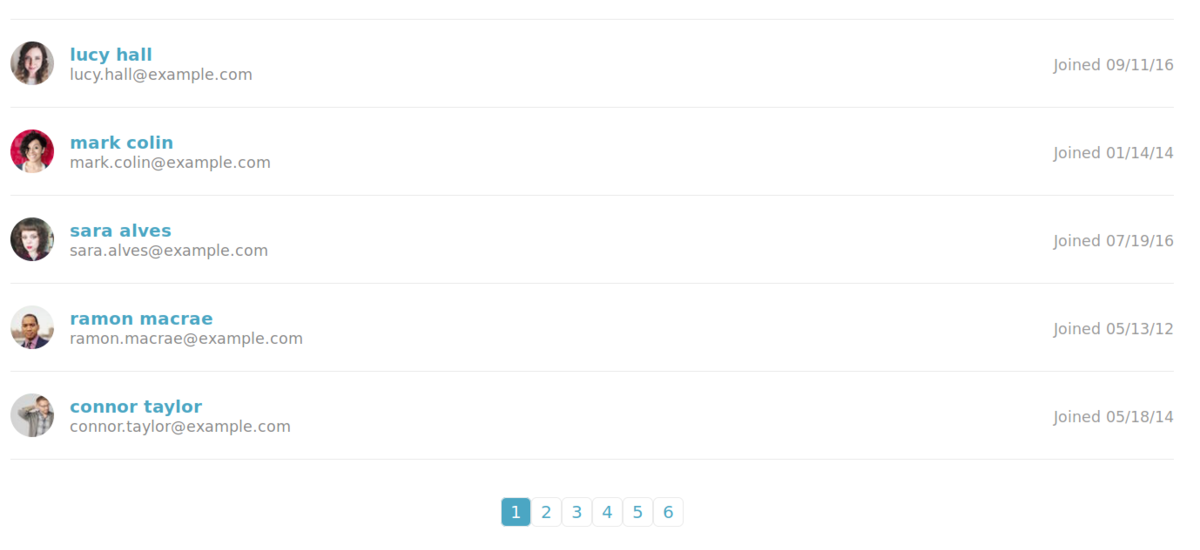 lucy hall
lucy.hall@example.com
Joined 09/11/16
mark colin
mark.colin@example.com
Joined 01/14/14
sara alves
sara.alves@example.com
Joined 07/19/16
ramon macrae
ramon.macrae@example.com
Joined 05/13/12
connor taylor
connor.taylor@example.com
Joined 05/18/14
1 2 3 4 5 6